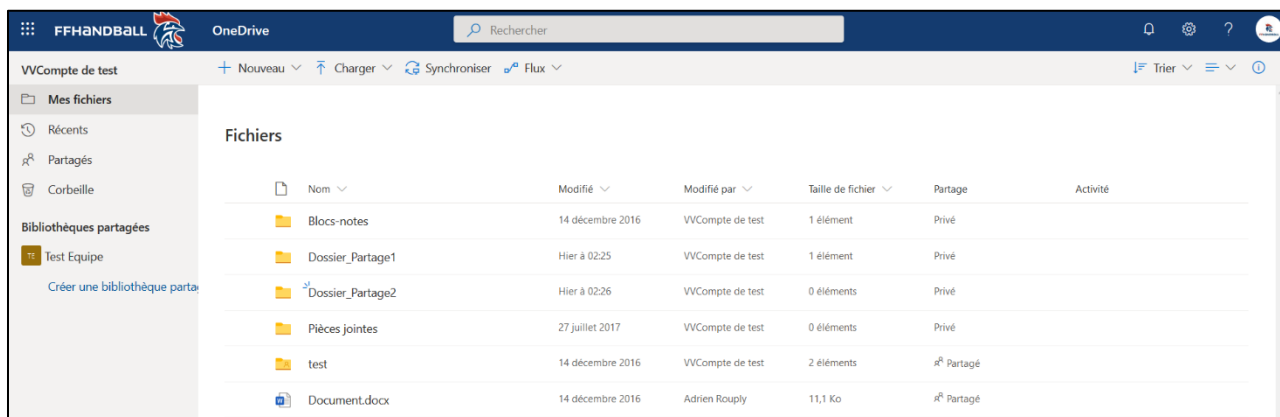 FFHANDBALL OneDrive Rechercher ?
VVCompte de test
Nouveau Charger Synchroniser Flux Trier
Mes fichiers
Récents
Partagés
Corbeille
Bibliothèques partagées
TE Test Equipe
Créer une bibliothèque parta
Fichiers
Nom Modifié Modifié par Taille de fichier Partage Activité
Blocs-notes 14 décembre 2016 VVCompte de test 1 élément Privé
Dossier_Partage1 Hier à 02:25 VVCompte de test 1 élément Privé
Dossier_Partage2 Hier à 02:26 VVCompte de test 0 éléments Privé
Pièces jointes 27 juillet 2017 VVCompte de test 0 éléments Privé
test 14 décembre 2016 VVCompte de test 2 éléments Partagé
Document.docx 14 décembre 2016 Adrien Rouply 11,1 Ko Partagé